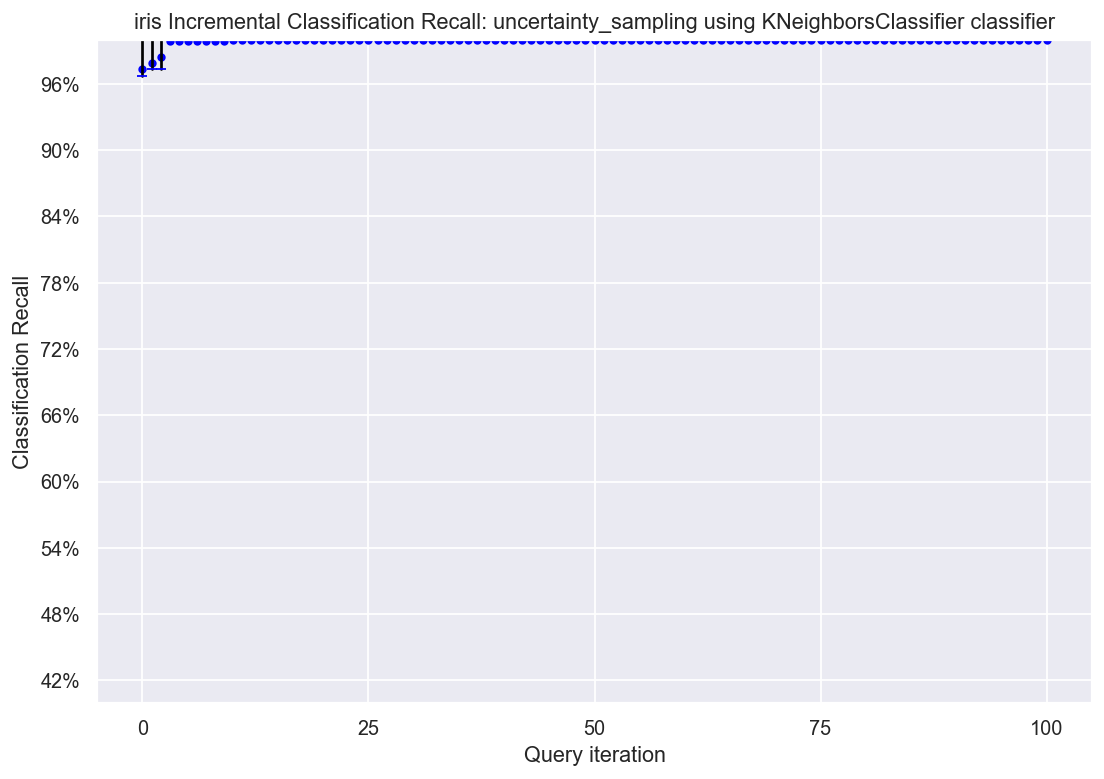 iris Incremental Classification Recall: uncertainty_sampling using KNeighborsClassifier classifier
96%
90%
84%
78%
72%
66%
60%
54%
48%
42%
Classification Recall
0 25 50 75 100
Query iteration